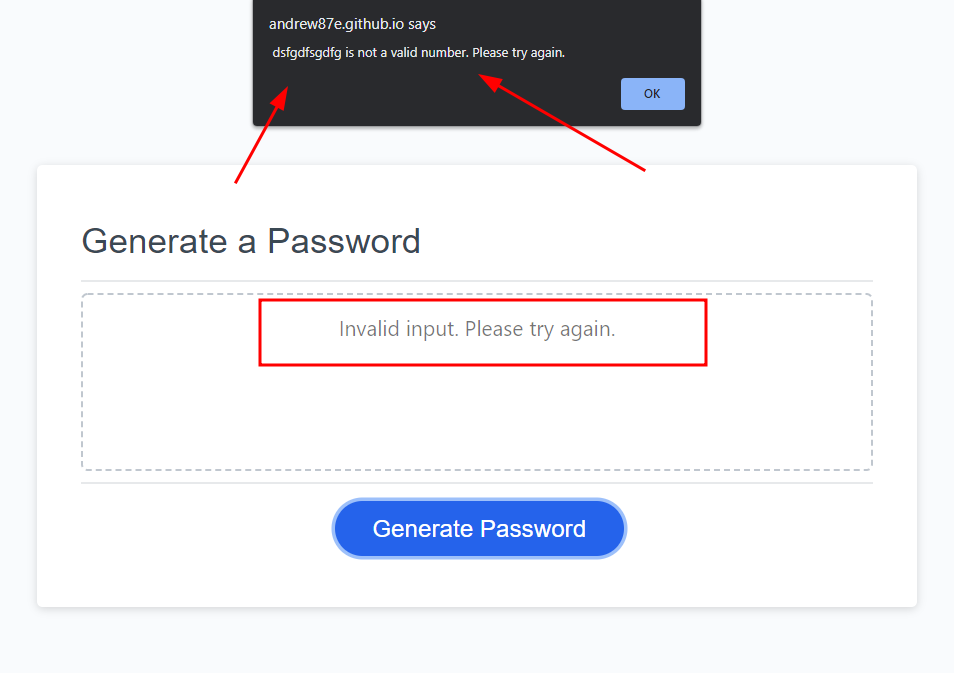 andrew87e.github.io says
dsfgdfsgdfg is not a valid number. Please try again.
OK
Generate a Password
Invalid input. Please try again.
Generate Password